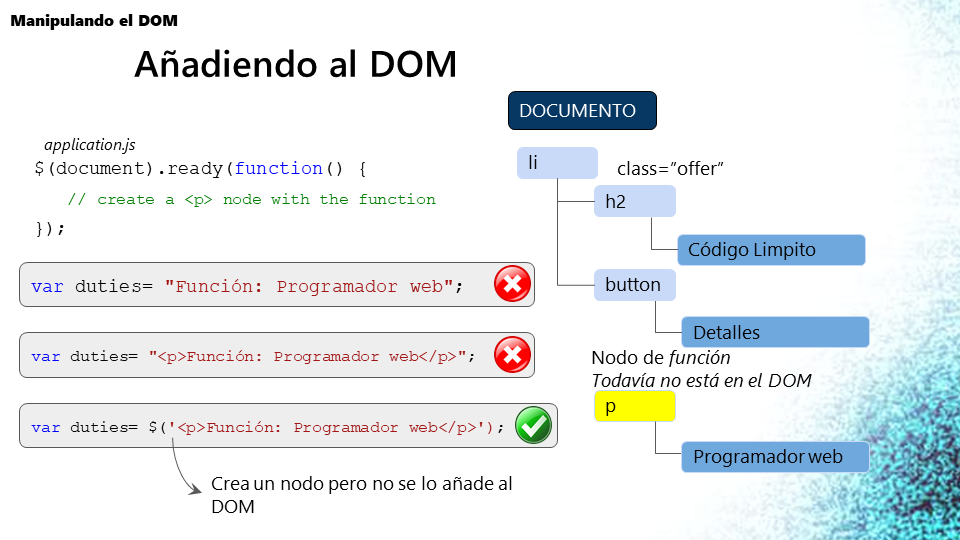 Manipulando el DOM
Añadiendo al DOM
application.js
$(document).ready(function() {
// create a <p> node with the function
});
var duties= "Función: Programador web";
var duties= "<p>Función: Programador web</p>";
var duties= $('<p>Función: Programador web</p>');
Crea un nodo pero no se lo añade al
DOM
DOCUMENTO
li
class=”offer”
h2
Código Limpito
button
Detalles
Nodo de función
Todavía no está en el DOM
p
Programador web